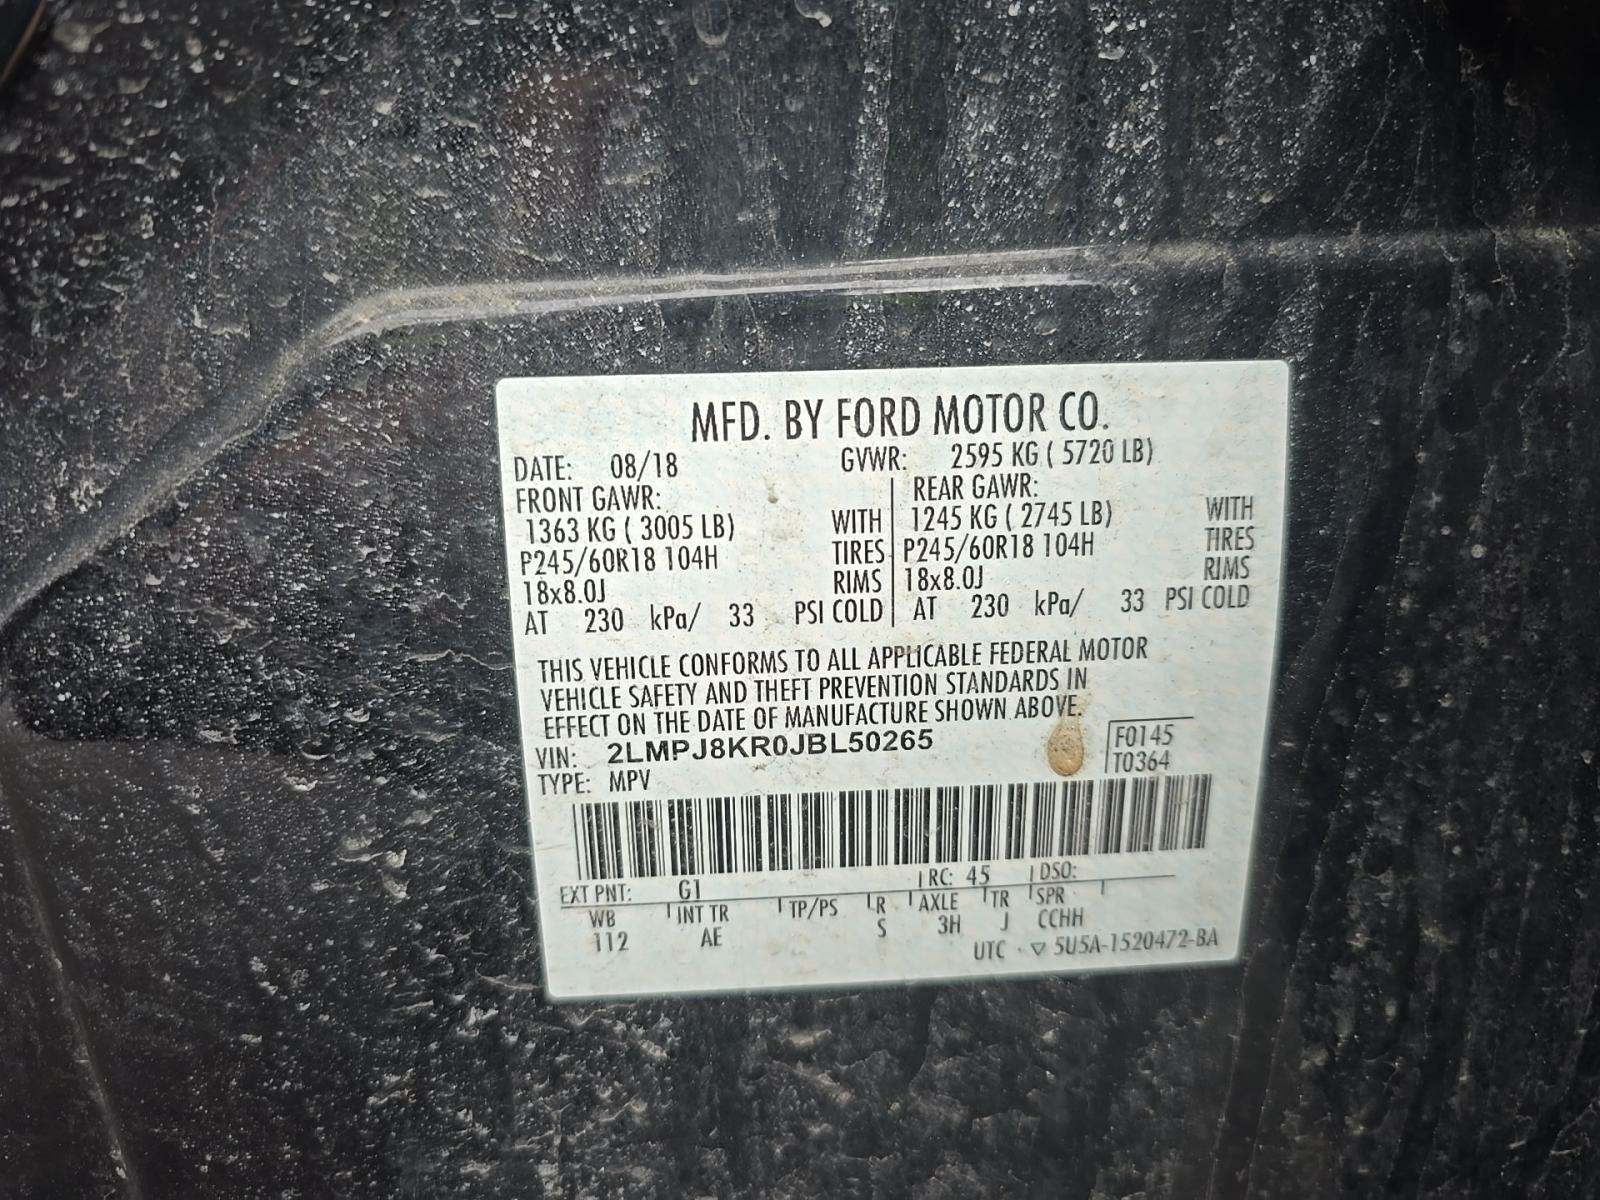 MFD. BY FORD MOTOR CO.
DATE: 08/18 GVWR: 2595 KG ( 5720 LB)
FRONT GAWR: REAR GAWR:
1363 KG ( 3005 LB) WITH 1245 KG ( 2745 LB) WITH
P245/60R18 104H TIRES P245/60R18 104H TIRES
18x8.0J RIMS 18x8.0J RIMS
AT 230 kPa/ 33 PSI COLD AT 230 kPa/ 33 PSI COLD
THIS VEHICLE CONFORMS TO ALL APPLICABLE FEDERAL MOTOR
VEHICLE SAFETY AND THEFT PREVENTION STANDARDS IN
EFFECT ON THE DATE OF MANUFACTURE SHOWN ABOVE.
VIN: 2LMPJ8KR0JBL50265 F0145
TYPE: MPV T0364
EXT PNT: G1 RC: 45 DSO:
WB INT TR TP/PS R AXLE TR SPR
112 AE S 3H J CCHH
UTC ▽ 5U5A-1520472-BA